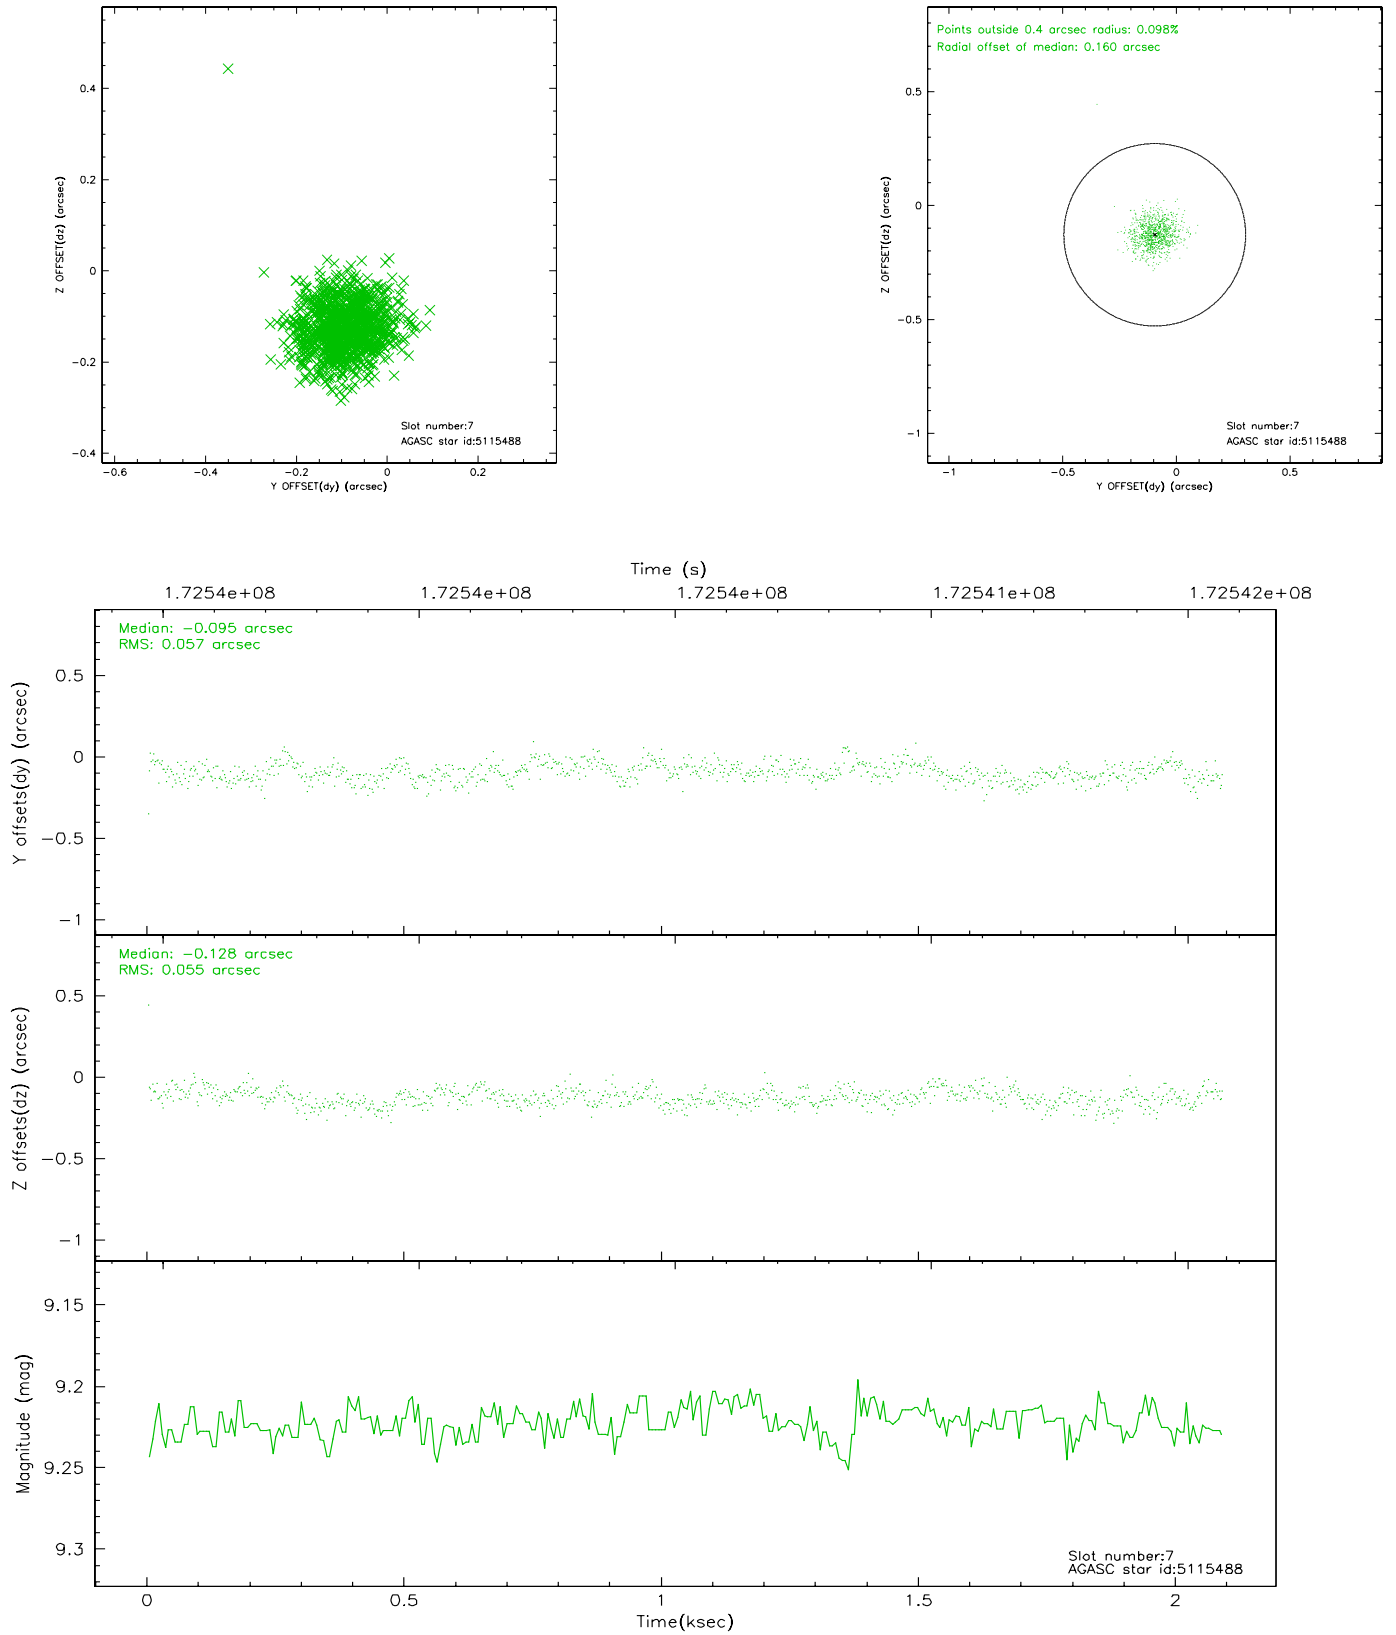 0.4
0.2
0
−0.2
−0.4
Z OFFSET(dz) (arcsec)
−0.6
−0.4
−0.2
0
0.2
Y OFFSET(dy) (arcsec)
Slot number:7
AGASC star id:5115488
Points outside 0.4 arcsec radius: 0.098%
Radial offset of median: 0.160 arcsec
0.5
0
−0.5
−1
Z OFFSET(dz) (arcsec)
−1
−0.5
0
0.5
Y OFFSET(dy) (arcsec)
Slot number:7
AGASC star id:5115488
Time (s)
1.7254e+08
1.7254e+08
1.7254e+08
1.72541e+08
1.72542e+08
Median: −0.095 arcsec
RMS: 0.057 arcsec
0.5
0
−0.5
−1
Y offsets(dy) (arcsec)
Median: −0.128 arcsec
RMS: 0.055 arcsec
0.5
0
−0.5
−1
Z offsets(dz) (arcsec)
9.15
9.2
9.25
9.3
Magnitude (mag)
Slot number:7
AGASC star id:5115488
0
0.5
1
1.5
2
Time(ksec)